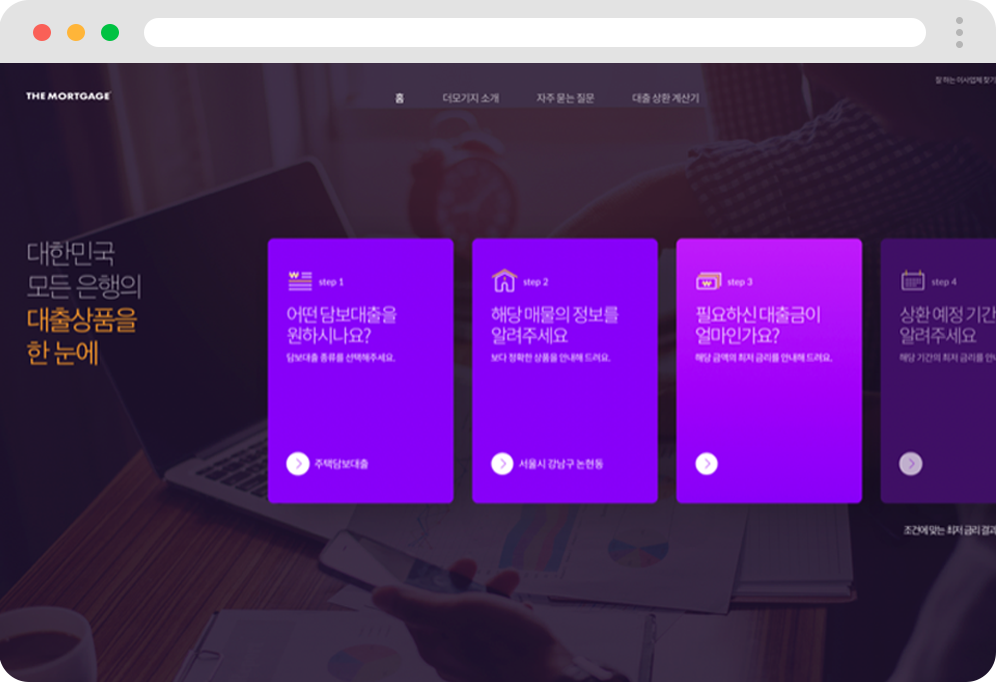 잘 하는 이사업체 찾기
THE MORTGAGE
홈
더모기지 소개
자주 묻는 질문
대출 상환 계산기
대한민국
모든 은행의
대출상품을
한 눈에
step 1
어떤 담보대출을
원하시나요?
담보대출 종류를 선택해주세요.
주택담보대출
step 2
해당 매물의 정보를
알려주세요
보다 정확한 상품을 안내해 드려요.
서울시 강남구 논현동
step 3
필요하신 대출금이
얼마인가요?
해당 금액의 최저 금리를 안내해 드려요.
step 4
상환 예정 기간
알려주세요
해당 기간의 최저 금리를
조건에 맞는 최저 금리 결과